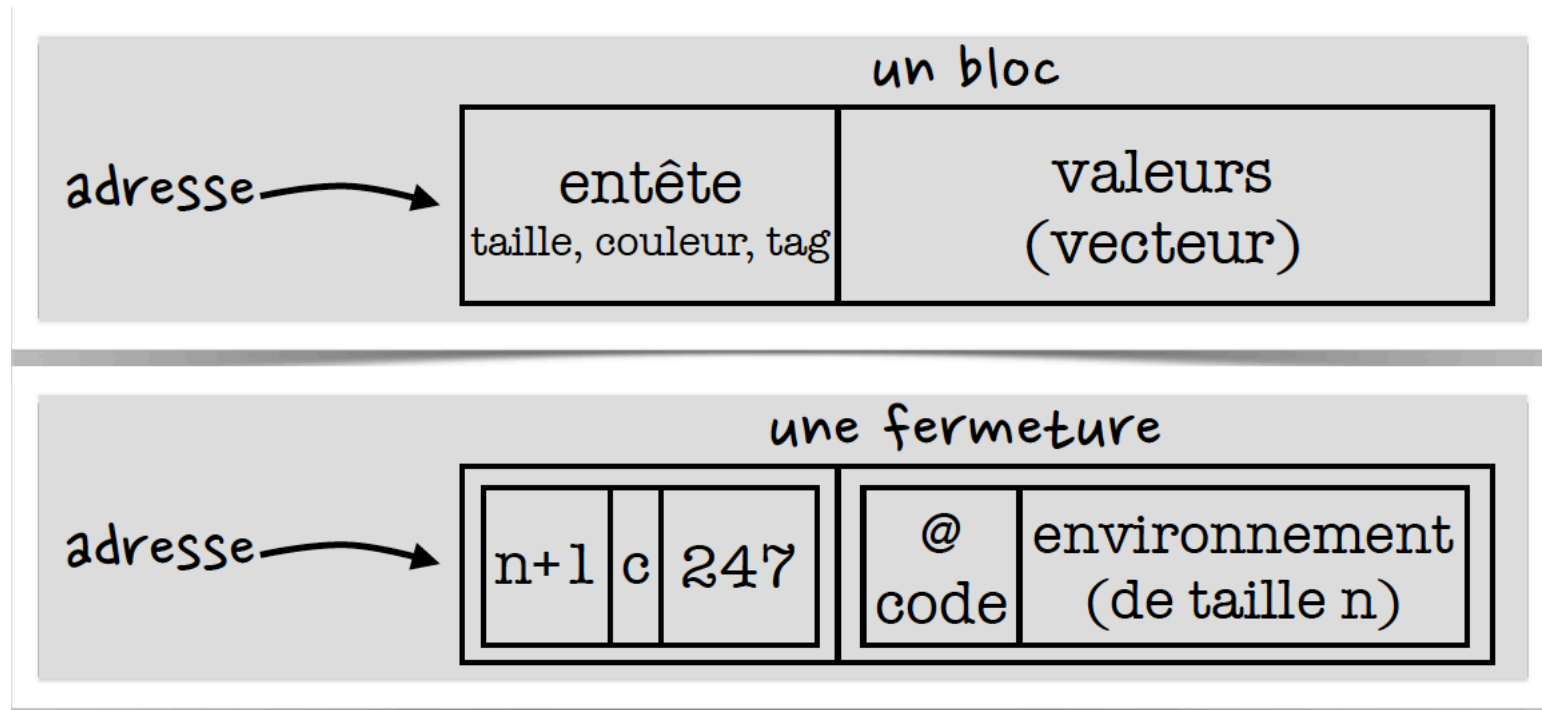 un bloc
adresse
entête
taille, couleur, tag
valeurs
(vecteur)
une fermeture
adresse
n+1 c 247
@
code
environnement
(de taille n)